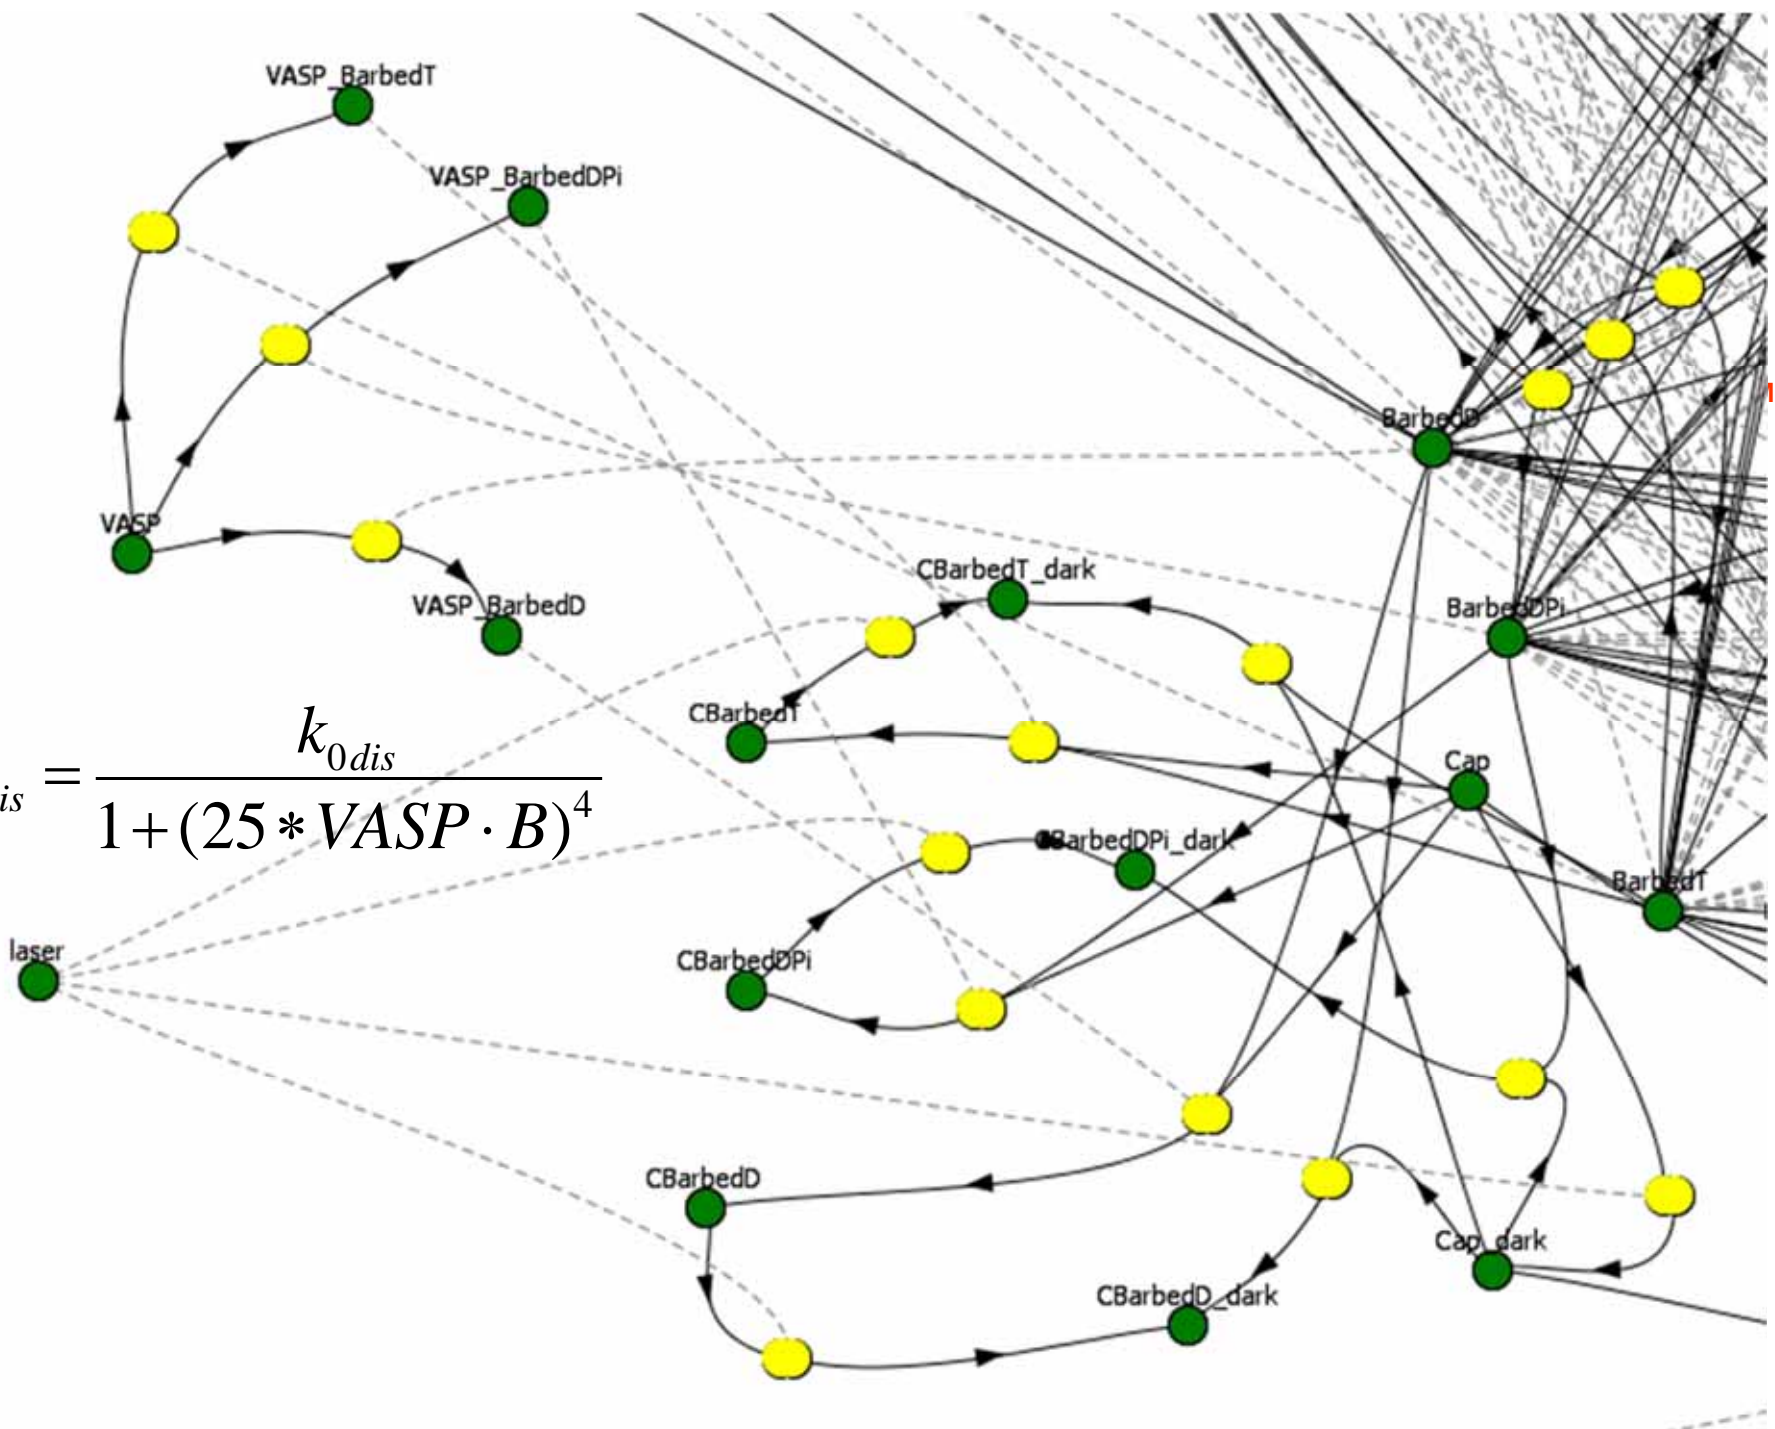 VASP_BarbedT
VASP_BarbedDPi
BarbedD
VASP
CBarbedT_dark
VASP_BarbedD
BarbedDPi
CBarbedT
is = k0dis / 1+(25*VASP·B)^4
Cap
CBarbedDPi_dark
BarbedT
laser
CBarbedDPi
CBarbedD
Cap_dark
CBarbedD_dark